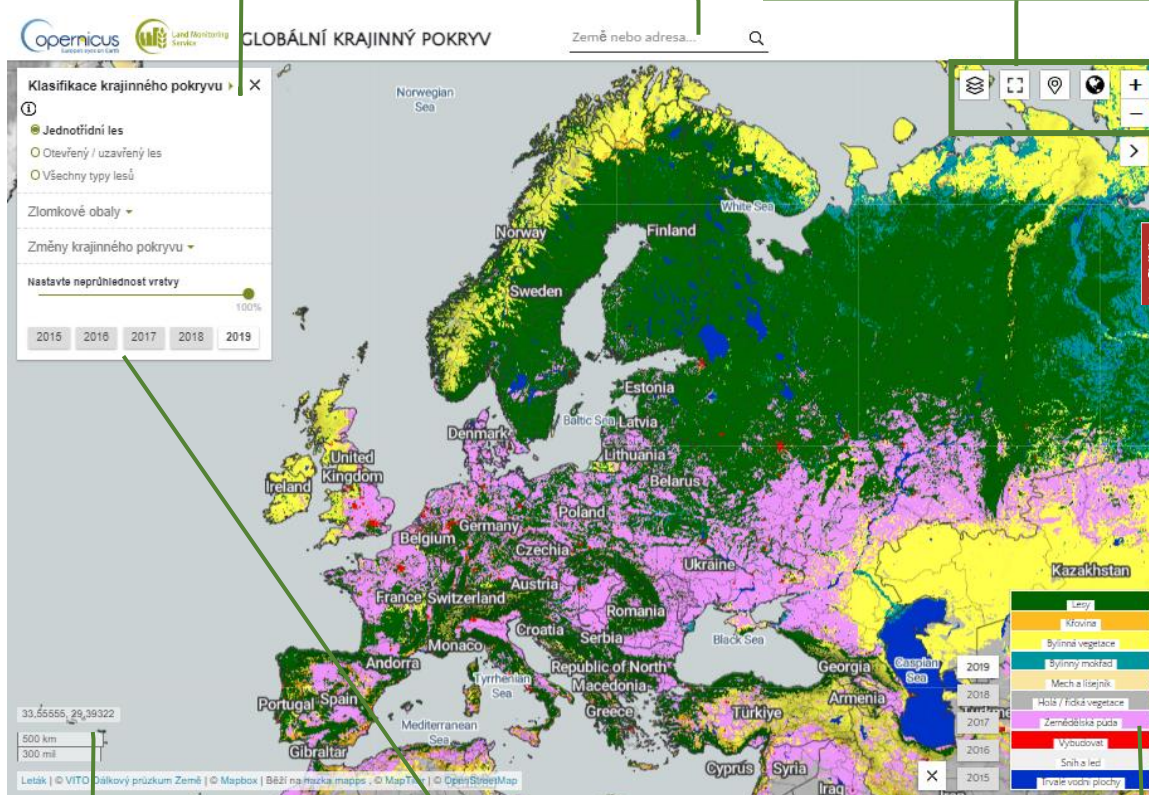 opernicus
Europe's eyes on Earth
Land Monitoring
Service
GLOBÁLNÍ KRAJINNÝ POKRYV
Země nebo adresa...
Klasifikace krajinného pokryvu
Jednotřídní les
Otevřený / uzavřený les
Všechny typy lesů
Zlomkové obaly
Změny krajinného pokryvu
Nastavte neprůhlednost vrstvy
100%
2015 2016 2017 2018 2019
Norwegian
Sea
White Sea
Norway
Finland
Sweden
Estonia
Baltic Sea
Latvia
Denmark
Lithuania
United
Kingdom
Ireland
Belarus
Poland
Germany
Belgium
Czechia
Ukraine
Kazakhstan
Austria
France
Switzerland
Romania
Croatia
Serbia
Monaco
Black Sea
Andorra
Republic of North
Macedonia
Georgia
Caspian
Sea
Tyrrhenian
Sea
Portugal
Spain
Armenia
Greece
Türkiye
Mediterranean
Sea
Gibraltar
Cyprus
Syria
Iraq
Iran
Lesy
Křovina
Bylinná vegetace
Bylinný mokřad
Mech a lišejník
Holá / řídká vegetace
Zemědělská půda
Vybudovat
Sníh a led
Trvale vodní plochy
2019
2018
2017
2016
2015
33,55555, 29,39322
500 km
300 mil
Leták | © VITO Dálkový průzkum Země | © Mapbox | Běží na mazka mapps , © MapTiler | © OpenStreetMap